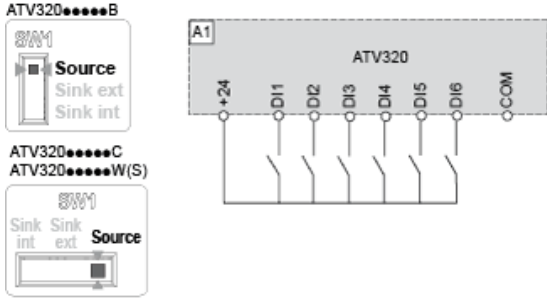 ATV320●●●●●B
SW1
Source
Sink ext
Sink int
ATV320●●●●●C
ATV320●●●●●W(S)
SW1
Sink int
Sink ext
Source
A1
ATV320
+24
DI1
DI2
DI3
DI4
DI5
DI6
COM